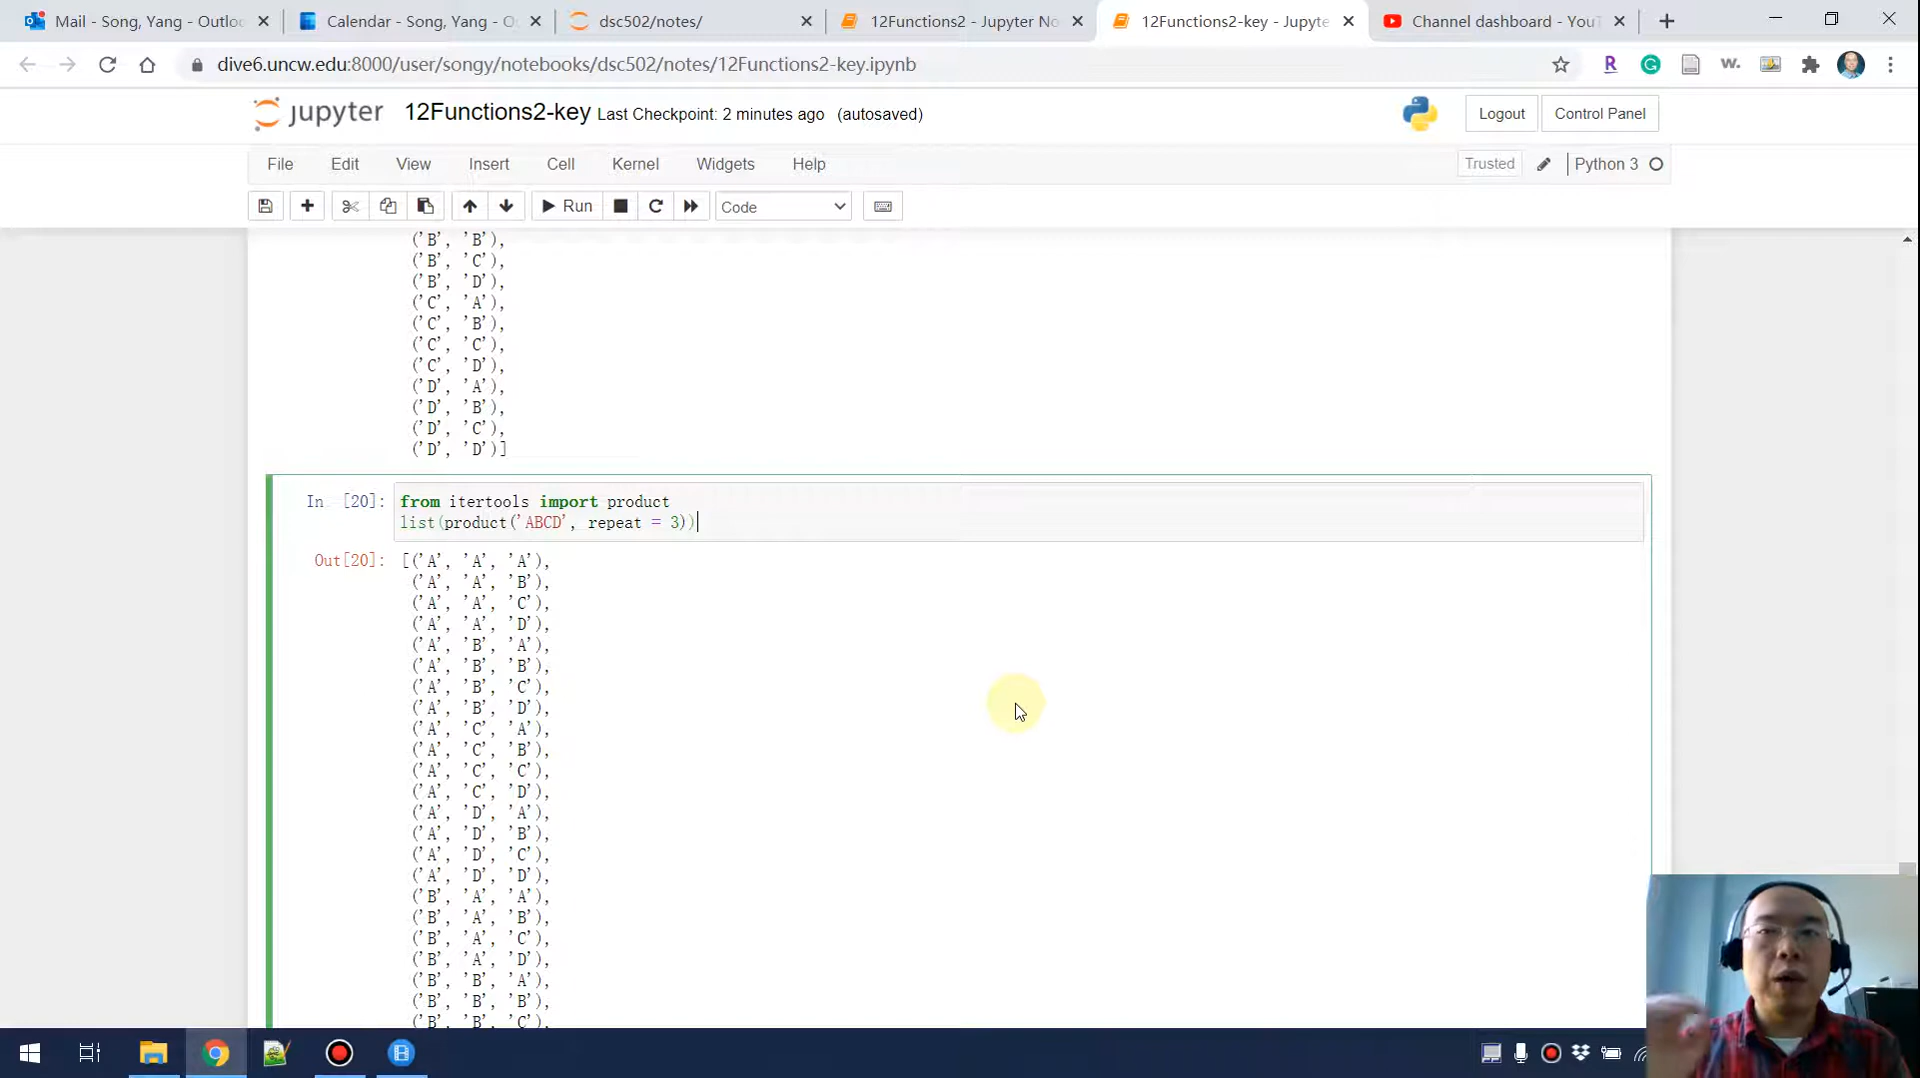 Mail - Song, Yang - Outlo
Calendar - Song, Yang - O
dsc502/notes/
12Functions2 - Jupyter No
12Functions2-key - Jupyte
Channel dashboard - YouT
dive6.uncw.edu:8000/user/songy/notebooks/dsc502/notes/12Functions2-key.ipynb
jupyter 12Functions2-key Last Checkpoint: 2 minutes ago (autosaved)
Logout
Control Panel
File Edit View Insert Cell Kernel Widgets Help
Trusted
Python 3
Run
Code
('B', 'B'),
('B', 'C'),
('B', 'D'),
('C', 'A'),
('C', 'B'),
('C', 'C'),
('C', 'D'),
('D', 'A'),
('D', 'B'),
('D', 'C'),
('D', 'D')]
In [20]: from itertools import product
list(product('ABCD', repeat = 3))
Out[20]: [('A', 'A', 'A'),
('A', 'A', 'B'),
('A', 'A', 'C'),
('A', 'A', 'D'),
('A', 'B', 'A'),
('A', 'B', 'B'),
('A', 'B', 'C'),
('A', 'B', 'D'),
('A', 'C', 'A'),
('A', 'C', 'B'),
('A', 'C', 'C'),
('A', 'C', 'D'),
('A', 'D', 'A'),
('A', 'D', 'B'),
('A', 'D', 'C'),
('A', 'D', 'D'),
('B', 'A', 'A'),
('B', 'A', 'B'),
('B', 'A', 'C'),
('B', 'A', 'D'),
('B', 'B', 'A'),
('B', 'B', 'B'),
('B', 'B', 'C'),